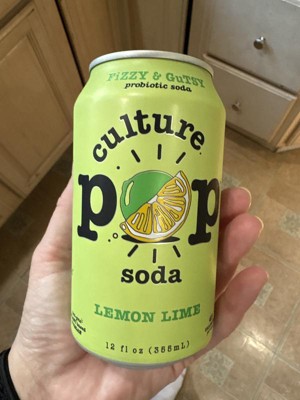 FiZZY & GuTSY
probiotic soda
culture
pop
soda
LEMON LIME
12 fl oz (355mL)